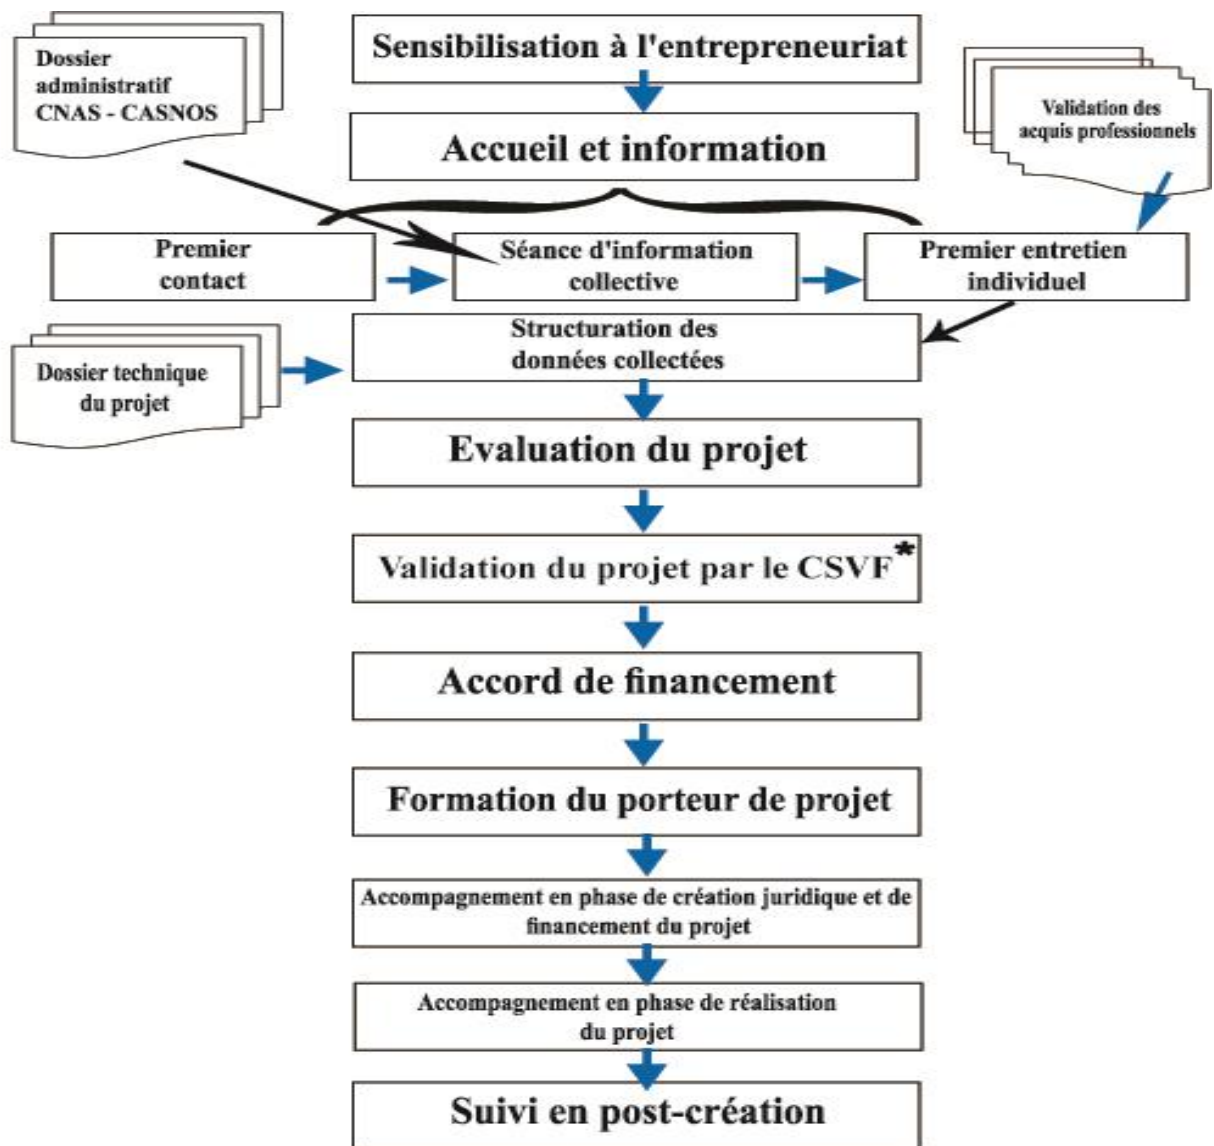 Dossier
administratif
CNAS - CASNOS
Sensibilisation à l'entrepreneuriat
Validation des
acquis professionnels
Accueil et information
Premier
contact
Séance d'information
collective
Premier entretien
individuel
Dossier technique
du projet
Structuration des
données collectées
Evaluation du projet
Validation du projet par le CSVF*
Accord de financement
Formation du porteur de projet
Accompagnement en phase de création juridique et de
financement du projet
Accompagnement en phase de réalisation
du projet
Suivi en post-création